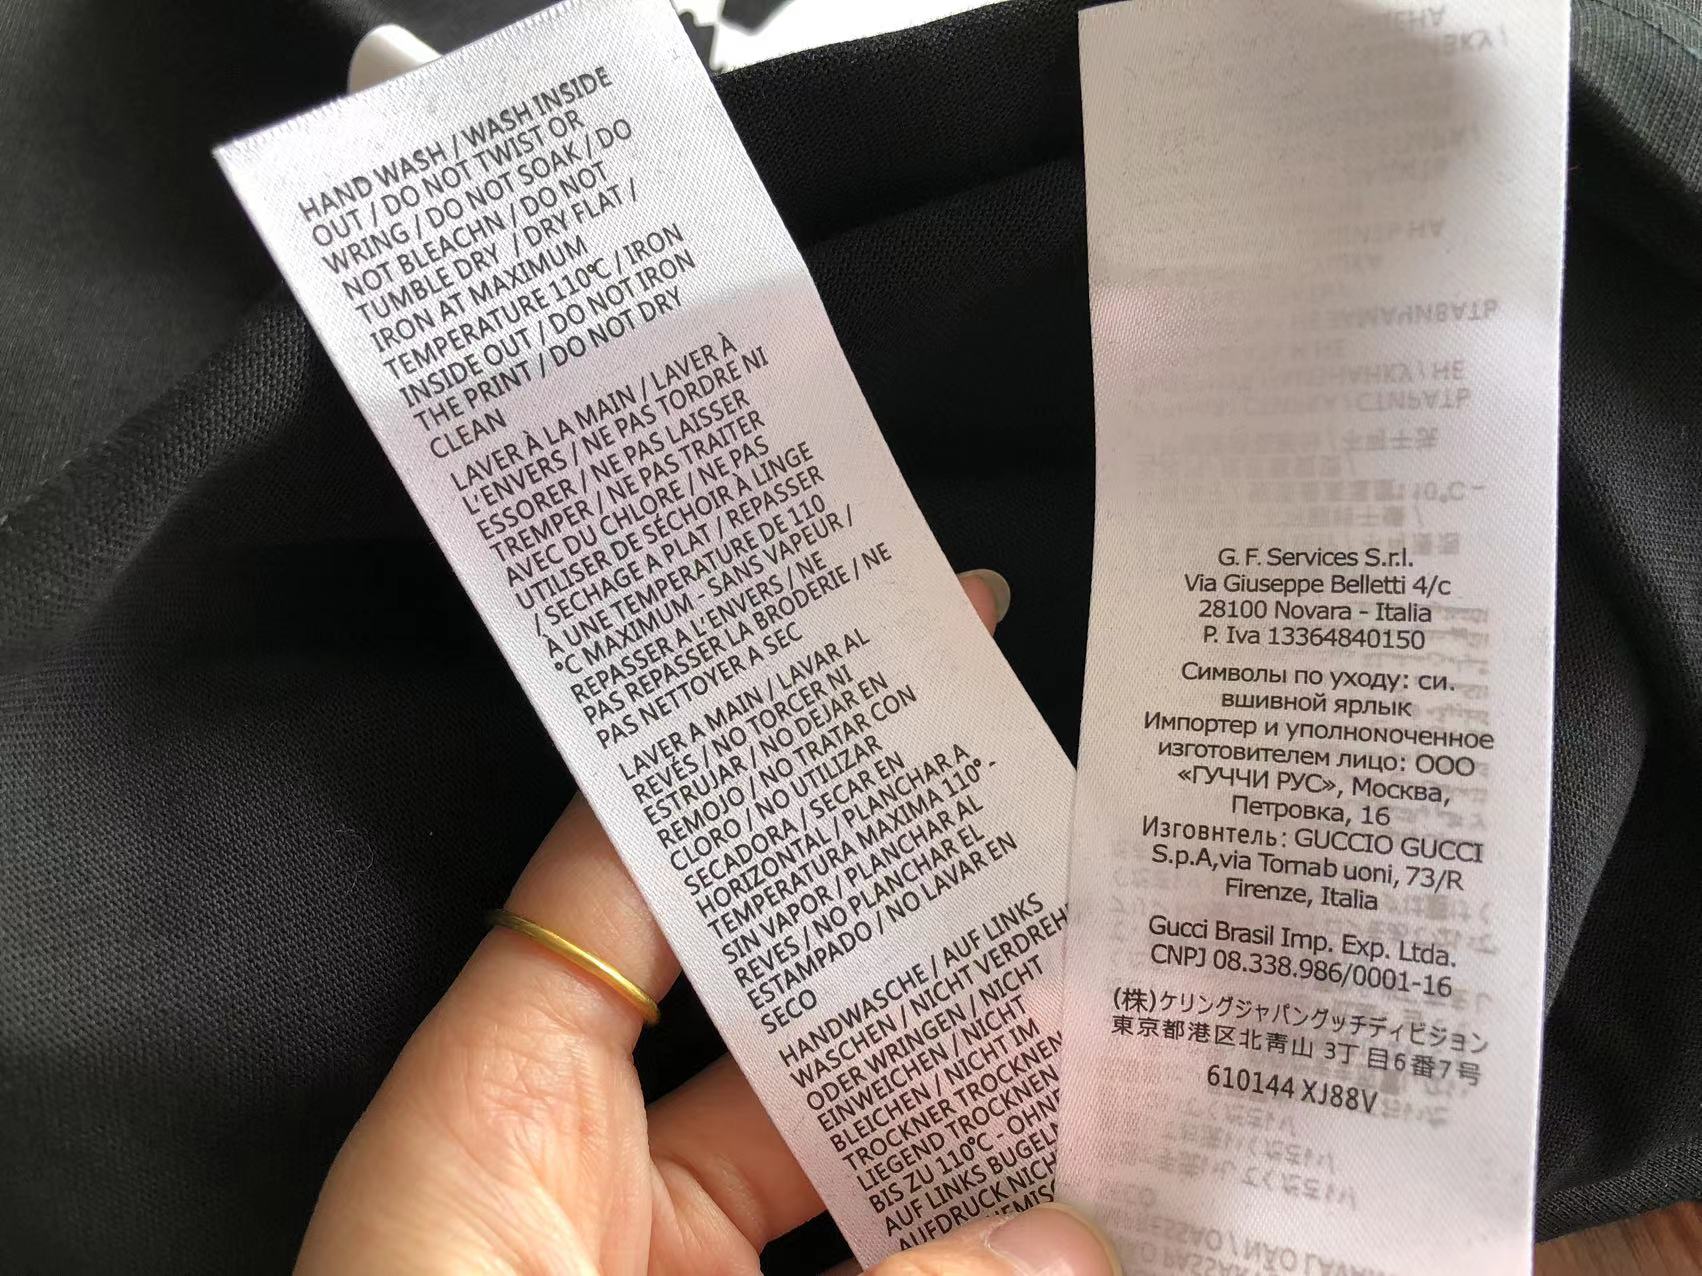 HAND WASH / WASH INSIDE
OUT / DO NOT TWIST OR
WRING / DO NOT SOAK / DO
NOT BLEACHN / DO NOT
TUMBLE DRY / DRY FLAT /
IRON AT MAXIMUM
TEMPERATURE 110°C / IRON
INSIDE OUT / DO NOT IRON
THE PRINT / DO NOT DRY
CLEAN
LAVER À LA MAIN / LAVER À
L'ENVERS / NE PAS TORDRE NI
ESSORER / NE PAS LAISSER
TREMPER / NE PAS TRAITER
AVEC DU CHLORE / NE PAS
UTILISER DE SÉCHOIR À LINGE
/ SECHAGE A PLAT / REPASSER
À UNE TEMPERATURE DE 110
°C MAXIMUM - SANS VAPEUR /
REPASSER A L'ENVERS / NE
PAS REPASSER LA BRODERIE / NE
PAS NETTOYER A SEC
LAVER A MAIN / LAVAR AL
REVÉS / NO TORCER NI
ESTRUJAR / NO DEJAR EN
REMOJO / NO TRATAR CON
CLORO / NO UTILIZAR
SECADORA / SECAR EN
HORIZONTAL / PLANCHAR A
TEMPERATURA MAXIMA 110° -
SIN VAPOR / PLANCHAR AL
REVES / NO PLANCHAR EL
ESTAMPADO / NO LAVAR EN
SECO
HANDWASCHE / AUF LINKS
WASCHEN / NICHT VERDREH
ODER WRINGEN / NICHT
EINWEICHEN / NICHT
BLEICHEN / NICHT IM
TROCKNER TROCKNEN
LIEGEND TROCKNEN
BIS ZU 110°C - OHNE
AUF LINKS BUGELN
AUFDRUCK NICH
HEMISC
G. F. Services S.r.l.
Via Giuseppe Belletti 4/c
28100 Novara - Italia
P. Iva 13364840150
Символы по уходу: си.
вшивной ярлык
Импортер и уполноноченное
изготовителем лицо: ООО
«ГУЧЧИ РУС», Москва,
Петровка, 16
Изговнтель: GUCCIO GUCCI
S.p.A,via Tornab uoni, 73/R
Firenze, Italia
Gucci Brasil Imp. Exp. Ltda.
CNPJ 08.338.986/0001-16
(株)ケリングジャパングッチディビジョン
東京都港区北青山 3丁目6番7号
610144 XJ88V